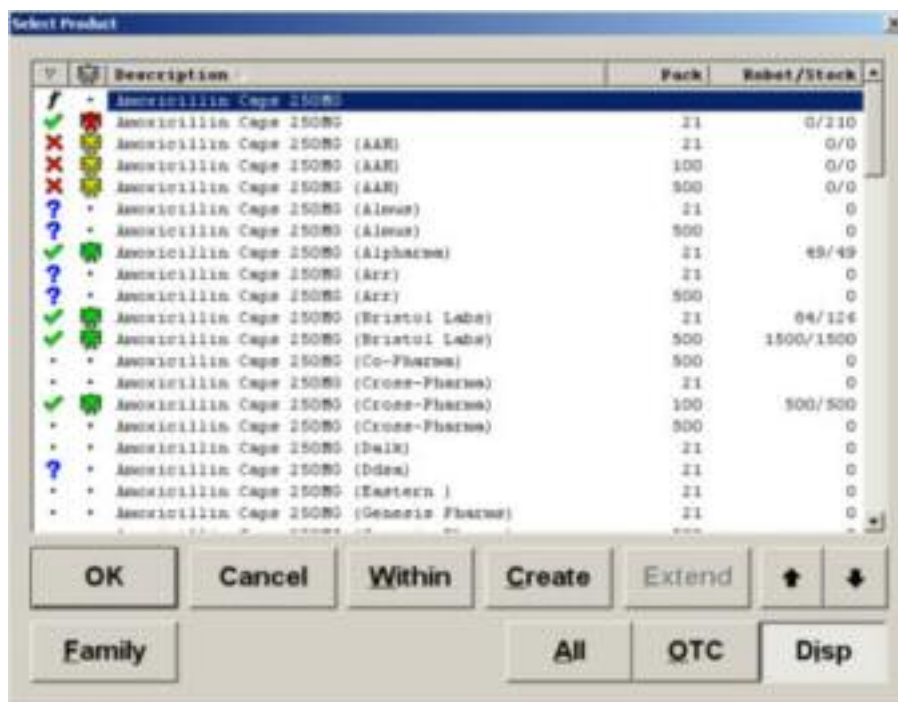 Select Product
Description Pack Robot/Stock
Amoxicillin Caps 250MG
Amoxicillin Caps 250MG 21 0/210
Amoxicillin Caps 250MG (AAH) 21 0/0
Amoxicillin Caps 250MG (AAH) 100 0/0
Amoxicillin Caps 250MG (AAH) 500 0/0
? Amoxicillin Caps 250MG (Almus) 21 0
? Amoxicillin Caps 250MG (Almus) 500 0
Amoxicillin Caps 250MG (Alpharma) 21 49/49
? Amoxicillin Caps 250MG (Arr) 21 0
? Amoxicillin Caps 250MG (Arr) 500 0
Amoxicillin Caps 250MG (Bristol Labs) 21 84/126
Amoxicillin Caps 250MG (Bristol Labs) 500 1500/1500
Amoxicillin Caps 250MG (Co-Pharma) 500 0
Amoxicillin Caps 250MG (Cross-Pharma) 21 0
Amoxicillin Caps 250MG (Cross-Pharma) 100 500/500
Amoxicillin Caps 250MG (Cross-Pharma) 500 0
Amoxicillin Caps 250MG (Dalk) 21 0
? Amoxicillin Caps 250MG (Ddsa) 21 0
Amoxicillin Caps 250MG (Eastern ) 21 0
Amoxicillin Caps 250MG (Genesis Pharma) 21 0
OK Cancel Within Create Extend
Family All OTC Disp